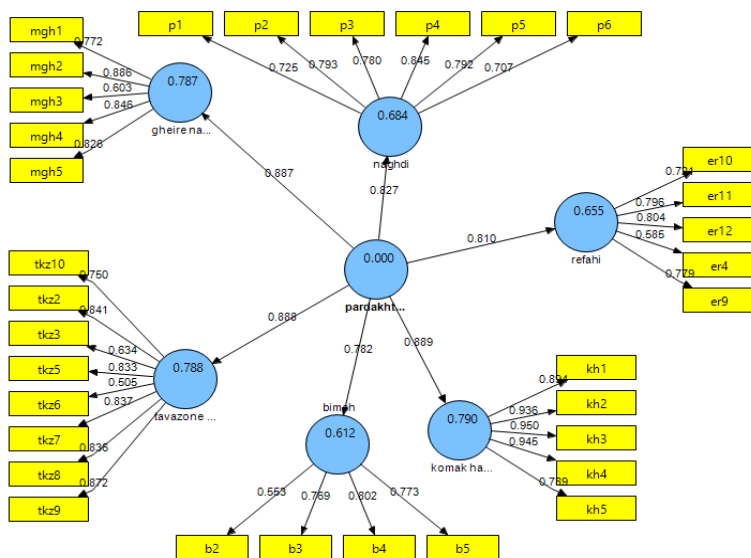 p1
p2
p3
p4
p5
p6
mgh1
mgh2
mgh3
mgh4
mgh5
0.772
0.886
0.603
0.846
0.787
gheire na...
0.725
0.793
0.780
0.845
0.792
0.707
0.684
naghdi
0.887
0.827
0.810
0.655
refahi
er10
er11
er12
er4
er9
0.796
0.804
0.585
0.779
0.000
pardakht...
0.888
0.782
0.889
tkz10
tkz2
tkz3
tkz5
tkz6
tkz7
tkz8
tkz9
0.750
0.841
0.634
0.833
0.505
0.837
0.836
0.872
0.788
tavazone ...
bimeh
0.612
0.553
0.769
0.802
0.773
b2
b3
b4
b5
0.790
komak ha...
0.894
0.936
0.950
0.945
0.789
kh1
kh2
kh3
kh4
kh5